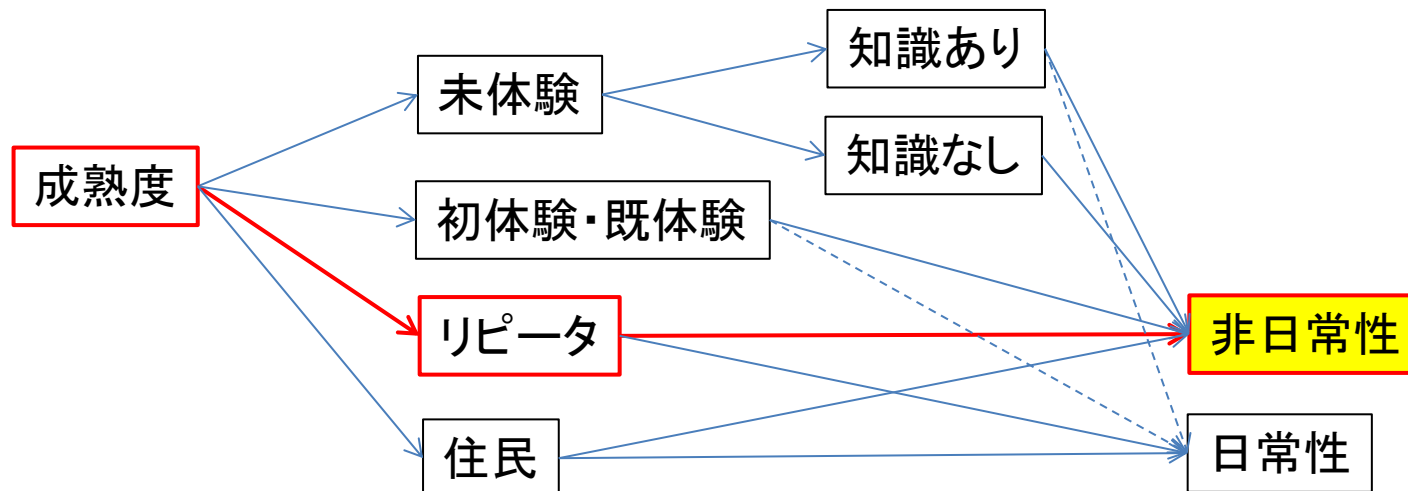 知識あり
未体験
知識なし
成熟度
初体験・既体験
リピータ
非日常性
住民
日常性